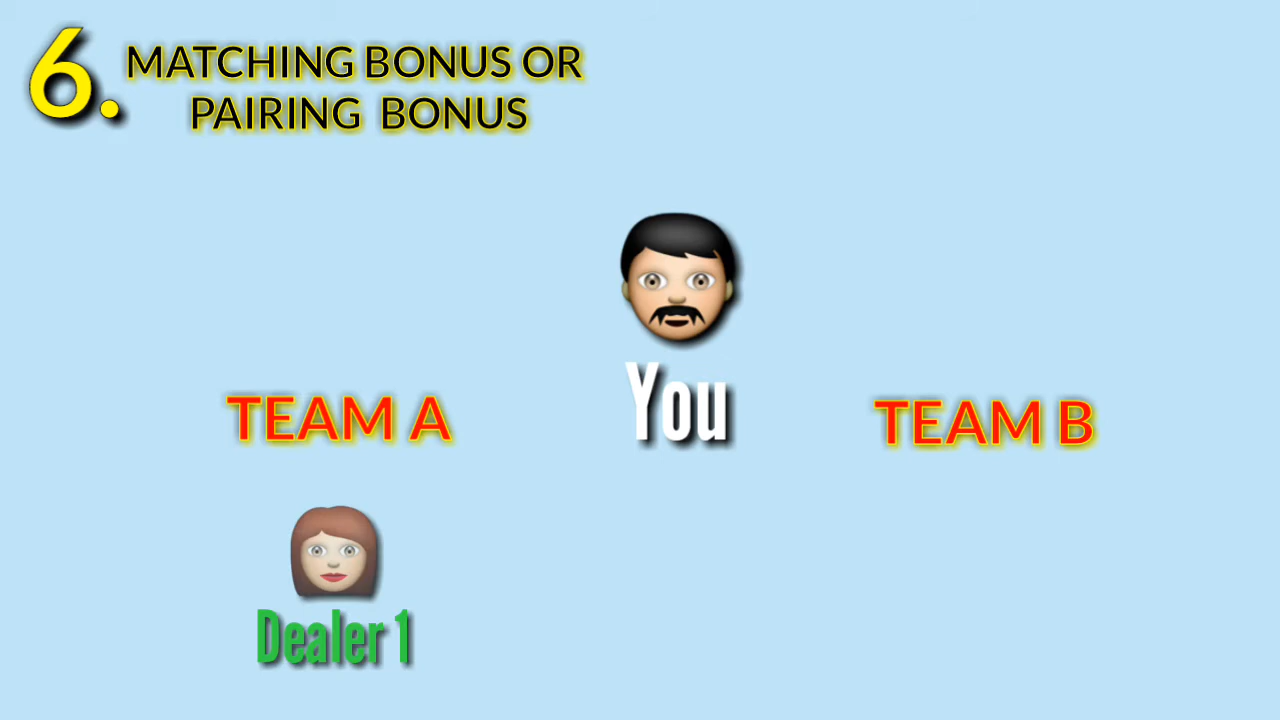 6. MATCHING BONUS OR
PAIRING BONUS
You
TEAM A
TEAM B
Dealer 1